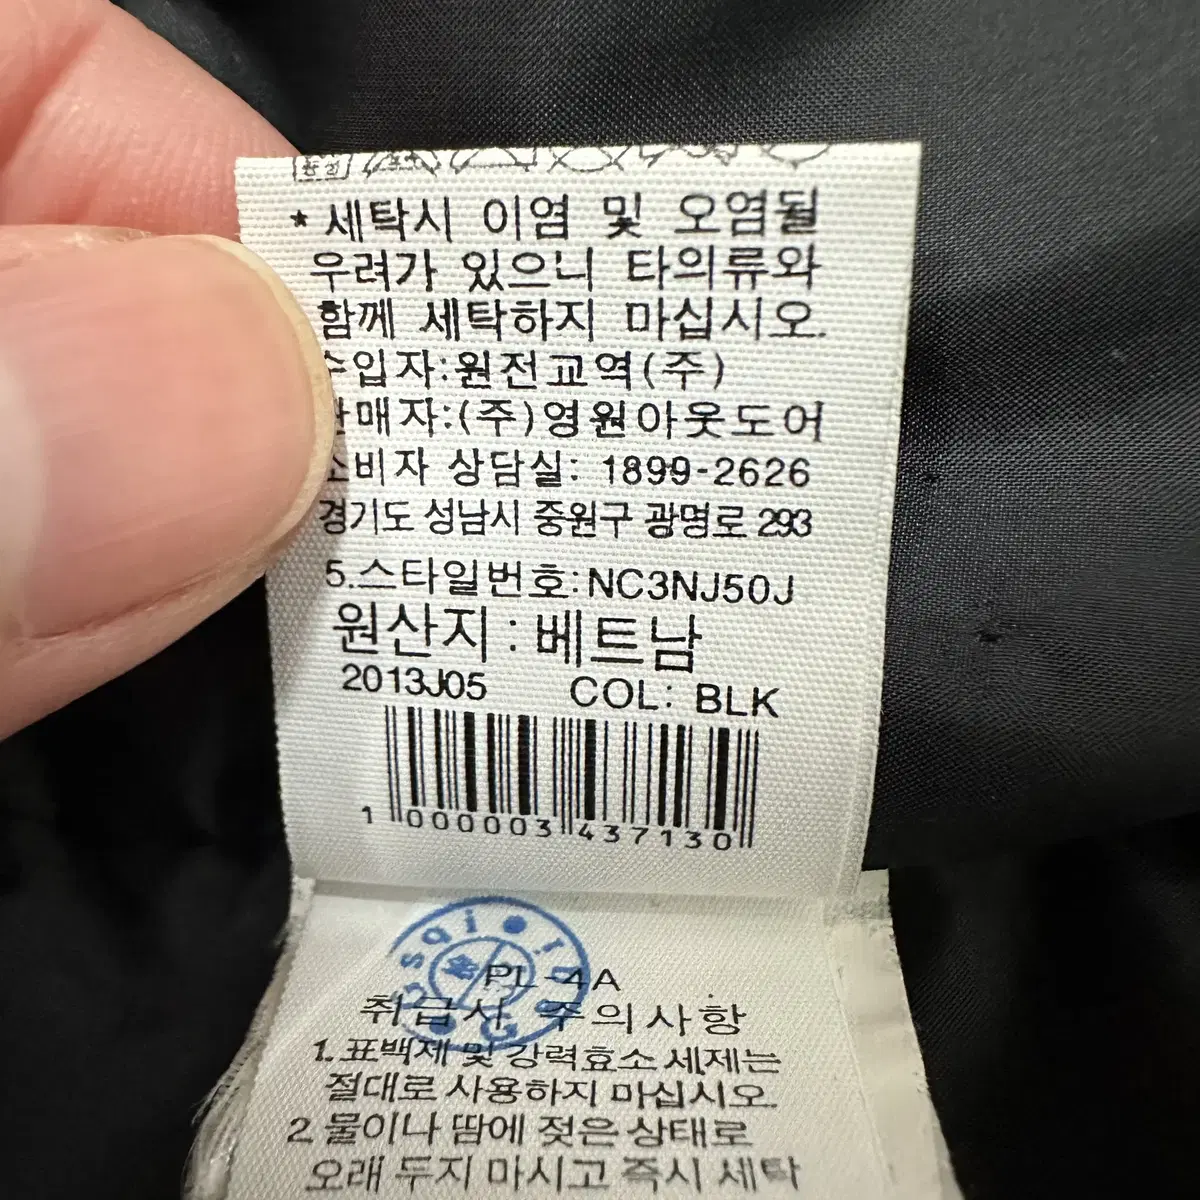 * 세탁시 이염 및 오염될
우려가 있으니 타의류와
함께 세탁하지 마십시오.
수입자:원전교역(주)
판매자:(주)영원아웃도어
소비자 상담실: 1899-2626
경기도 성남시 중원구 광명로 293
5.스타일번호:NC3NJ50J
원산지:베트남
2013J05 COL: BLK
1 000003 437130
PL-4A
취급시 주의사항
1.표백제 및 강력효소 세제는
절대로 사용하지 마십시오.
2.물이나 땀에 젖은 상태로
오래 두지 마시고 즉시 세탁